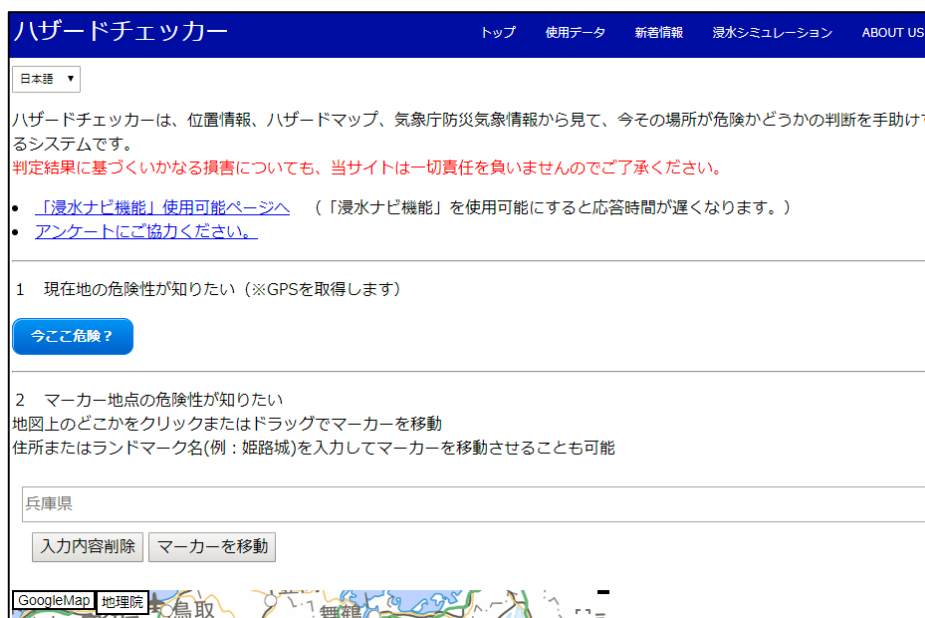 ハザードチェッカー
トップ 使用データ 新着情報 浸水シミュレーション ABOUT US
日本語 ▼
ハザードチェッカーは、位置情報、ハザードマップ、気象庁防災気象情報から見て、今その場所が危険かどうかの判断を手助けす
るシステムです。
判定結果に基づくいかなる損害についても、当サイトは一切責任を負いませんのでご了承ください。
• 「浸水ナビ機能」使用可能ページへ （「浸水ナビ機能」を使用可能にすると応答時間が遅くなります。）
• アンケートにご協力ください。
1 現在地の危険性が知りたい（※GPSを取得します）
今ここ危険？
2 マーカー地点の危険性が知りたい
地図上のどこかをクリックまたはドラッグでマーカーを移動
住所またはランドマーク名(例：姫路城)を入力してマーカーを移動させることも可能
兵庫県
入力内容削除 マーカーを移動
GoogleMap 地理院
鳥取 舞鶴